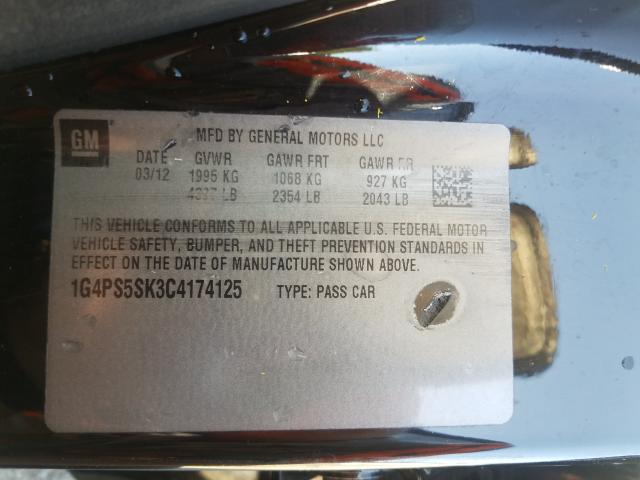 GM
MFD BY GENERAL MOTORS LLC
DATE GVWR GAWR FRT GAWR RR
03/12 1995 KG 1068 KG 927 KG
4397 LB 2354 LB 2043 LB
THIS VEHICLE CONFORMS TO ALL APPLICABLE U.S. FEDERAL MOTOR
VEHICLE SAFETY, BUMPER, AND THEFT PREVENTION STANDARDS IN
EFFECT ON THE DATE OF MANUFACTURE SHOWN ABOVE.
1G4PS5SK3C4174125 TYPE: PASS CAR